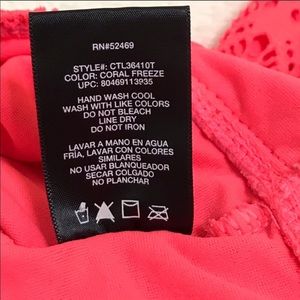 RN#52469
STYLE#: CTL36410T
COLOR: CORAL FREEZE
UPC: 80469113935
HAND WASH COOL
WASH WITH LIKE COLORS
DO NOT BLEACH
LINE DRY
DO NOT IRON
LAVAR A MANO EN AGUA
FRÍA, LAVAR CON COLORES
SIMILARES
NO USAR BLANQUEADOR
SECAR COLGADO
NO PLANCHAR